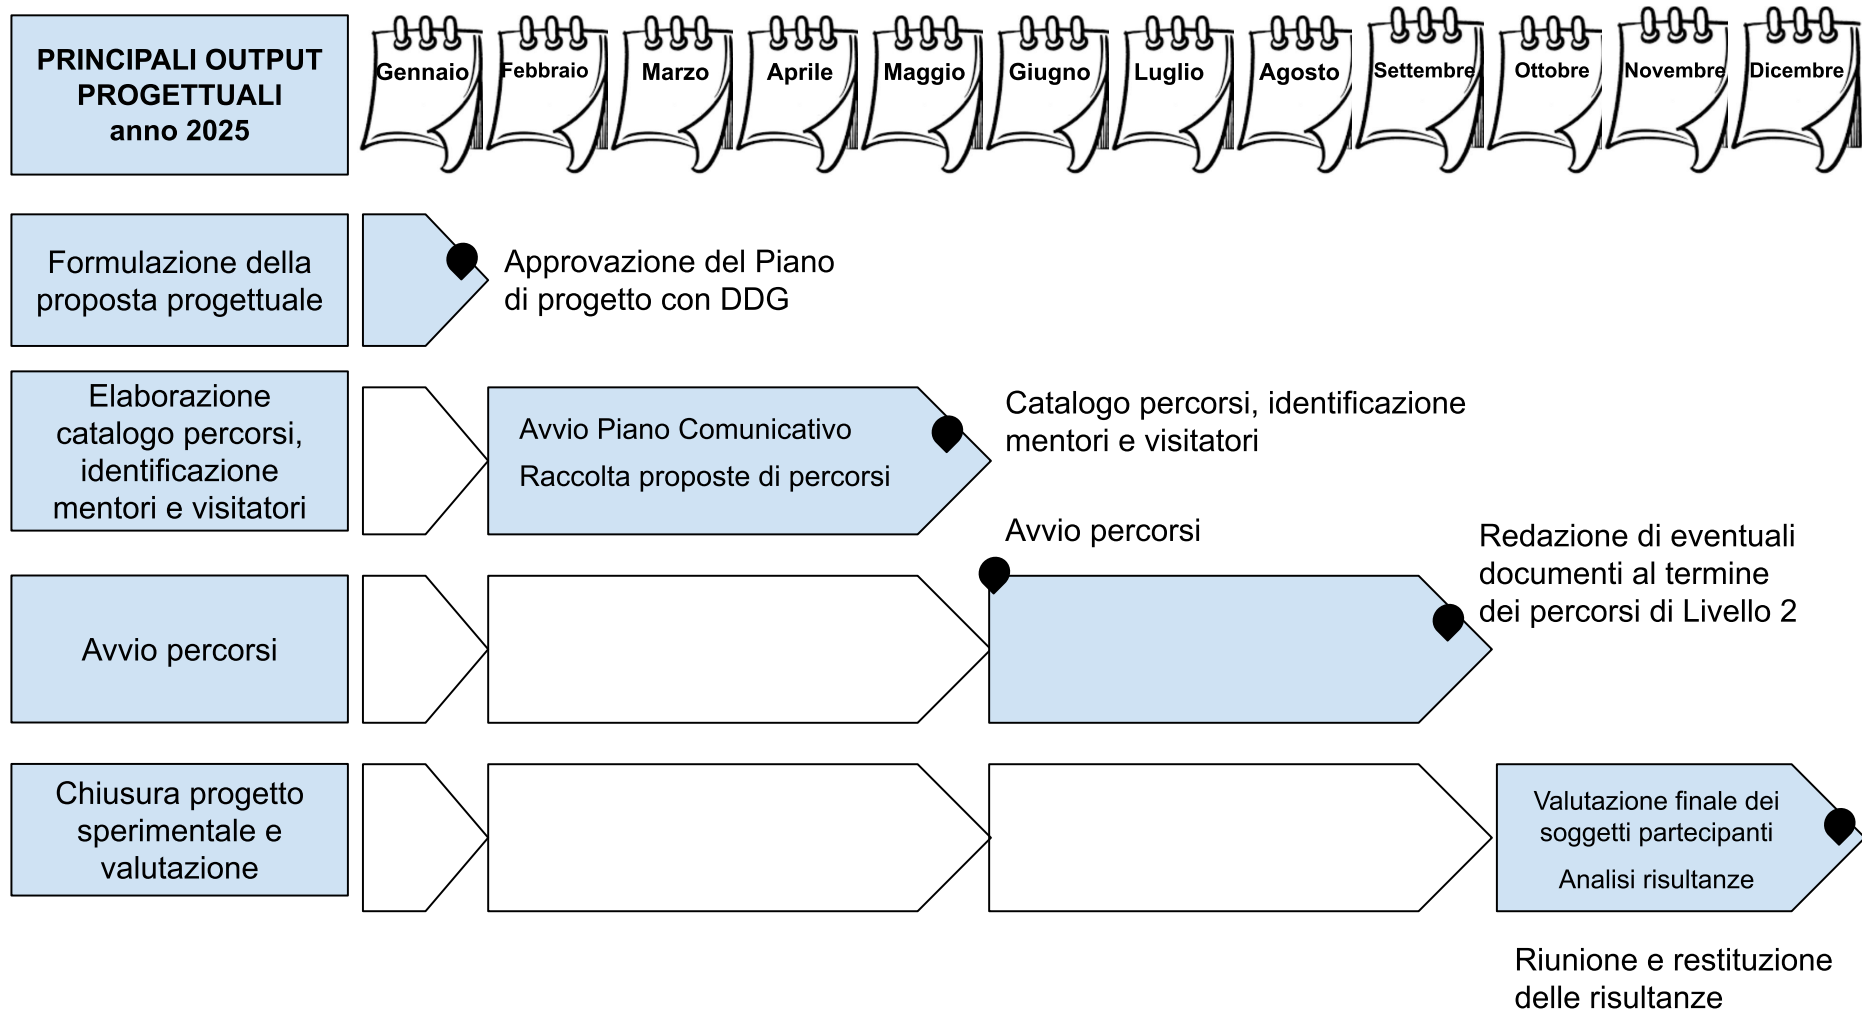 PRINCIPALI OUTPUT
PROGETTUALI
anno 2025
Gennaio
Febbraio
Marzo
Aprile
Maggio
Giugno
Luglio
Agosto
Settembre
Ottobre
Novembre
Dicembre
Formulazione della
proposta progettuale
Approvazione del Piano
di progetto con DDG
Elaborazione
catalogo percorsi,
identificazione
mentori e visitatori
Avvio Piano Comunicativo
Raccolta proposte di percorsi
Catalogo percorsi, identificazione
mentori e visitatori
Avvio percorsi
Avvio percorsi
Redazione di eventuali
documenti al termine
dei percorsi di Livello 2
Chiusura progetto
sperimentale e
valutazione
Valutazione finale dei
soggetti partecipanti
Analisi risultanze
Riunione e restituzione
delle risultanze